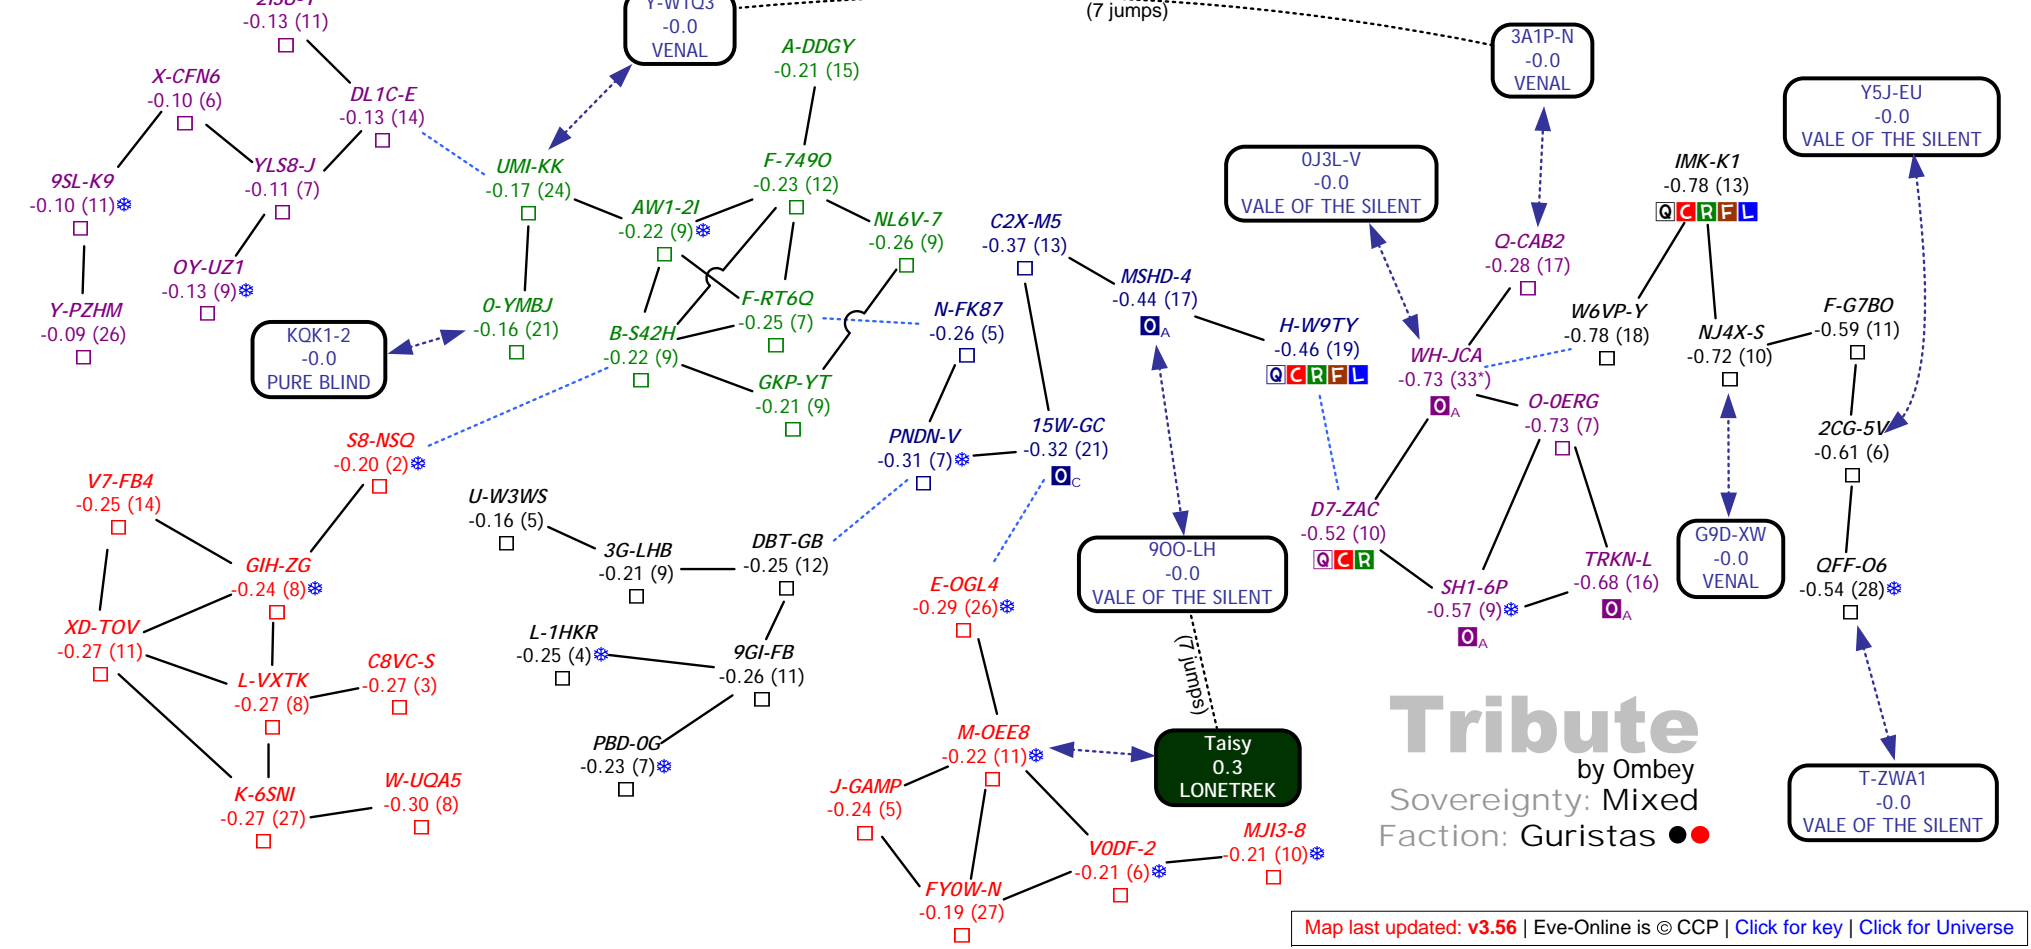 -0.13 (11)
Y-W1Q3
-0.0
VENAL
(7 jumps)
3A1P-N
-0.0
VENAL
A-DDGY
-0.21 (15)
X-CFN6
-0.10 (6)
DL1C-E
-0.13 (14)
Y5J-EU
-0.0
VALE OF THE SILENT
9SL-K9
-0.10 (11)
YLS8-J
-0.11 (7)
UMI-KK
-0.17 (24)
F-749O
-0.23 (12)
0J3L-V
-0.0
VALE OF THE SILENT
IMK-K1
-0.78 (13)
Q C R F L
AW1-2I
-0.22 (9)
NL6V-7
-0.26 (9)
C2X-M5
-0.37 (13)
Q-CAB2
-0.28 (17)
OY-UZ1
-0.13 (9)
MSHD-4
-0.44 (17)
O A
Y-PZHM
-0.09 (26)
0-YMBJ
-0.16 (21)
F-RT6Q
-0.25 (7)
N-FK87
-0.26 (5)
H-W9TY
-0.46 (19)
Q C R F L
W6VP-Y
-0.78 (18)
F-G7BO
-0.59 (11)
KQK1-2
-0.0
PURE BLIND
B-S42H
-0.22 (9)
WH-JCA
-0.73 (33*)
O A
NJ4X-S
-0.72 (10)
GKP-YT
-0.21 (9)
O-0ERG
-0.73 (7)
S8-NSQ
-0.20 (2)
PNDN-V
-0.31 (7)
15W-GC
-0.32 (21)
O C
2CG-5V
-0.61 (6)
V7-FB4
-0.25 (14)
U-W3WS
-0.16 (5)
D7-ZAC
-0.52 (10)
Q C R
G9D-XW
-0.0
VENAL
3G-LHB
-0.21 (9)
DBT-GB
-0.25 (12)
9OO-LH
-0.0
VALE OF THE SILENT
GIH-ZG
-0.24 (8)
E-OGL4
-0.29 (26)
SH1-6P
-0.57 (9)
O A
TRKN-L
-0.68 (16)
O A
QFF-O6
-0.54 (28)
XD-TOV
-0.27 (11)
L-1HKR
-0.25 (4)
9GI-FB
-0.26 (11)
(7 jumps)
L-VXTK
-0.27 (8)
C8VC-S
-0.27 (3)
PBD-0G
-0.23 (7)
M-OEE8
-0.22 (11)
Taisy
0.3
LONETREK
Tribute
by Ombey
Sovereignty: Mixed
Faction: Guristas
T-ZWA1
-0.0
VALE OF THE SILENT
K-6SNI
-0.27 (27)
W-UQA5
-0.30 (8)
J-GAMP
-0.24 (5)
V0DF-2
-0.21 (6)
MJI3-8
-0.21 (10)
FY0W-N
-0.19 (27)
Map last updated: v3.56 | Eve-Online is © CCP | Click for key | Click for Universe